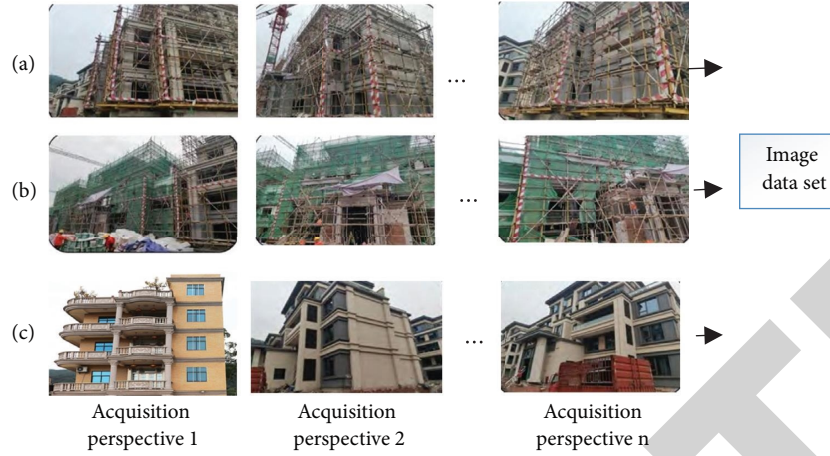 (a)
...
(b)
...
Image
data set
(c)
...
Acquisition
perspective 1
Acquisition
perspective 2
Acquisition
perspective n